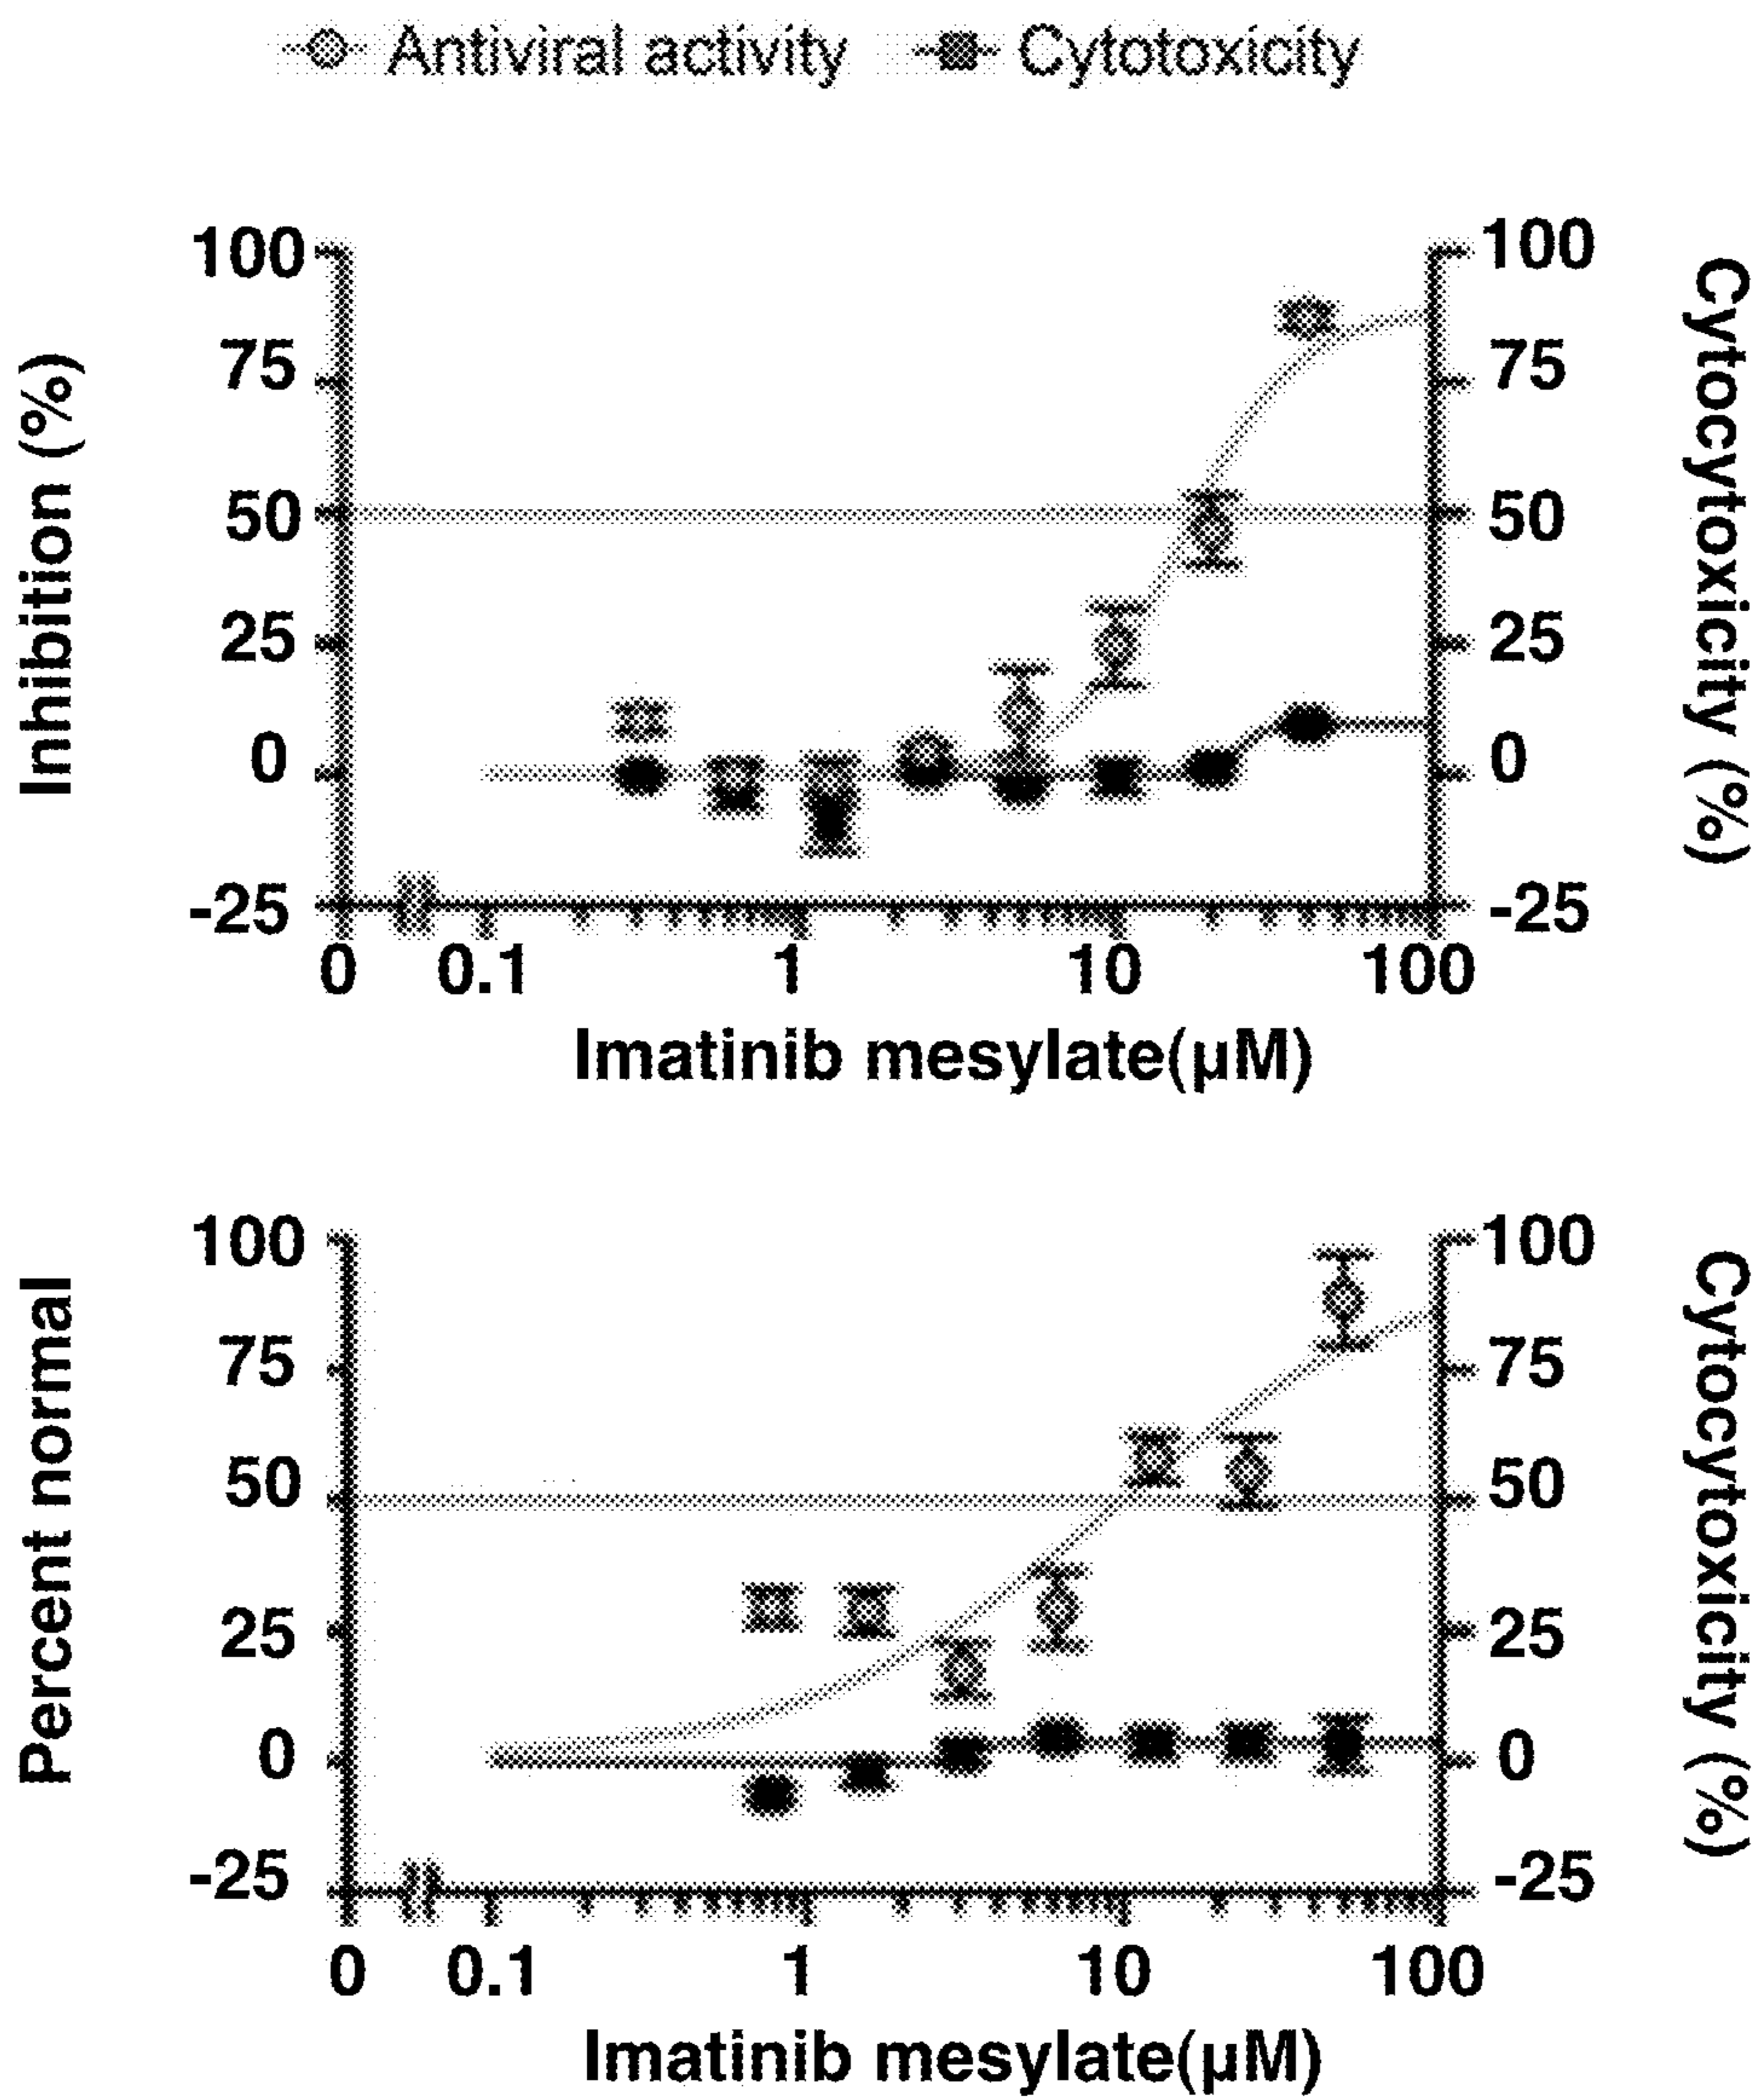 Antiviral activity Cytotoxicity
100 100
75 75
50 50
25 25
0 0
-25 -25
Inhibition (%)
Cytocytoxicity (%)
0 0.1 1 10 100
Imatinib mesylate(µM)
100 100
75 75
50 50
25 25
0 0
-25 -25
Percent normal
Cytocytoxicity (%)
0 0.1 1 10 100
Imatinib mesylate(µM)